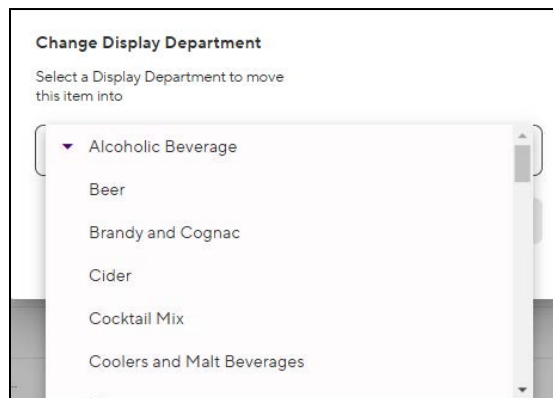 Change Display Department
Select a Display Department to move
this item into
Alcoholic Beverage
Beer
Brandy and Cognac
Cider
Cocktail Mix
Coolers and Malt Beverages